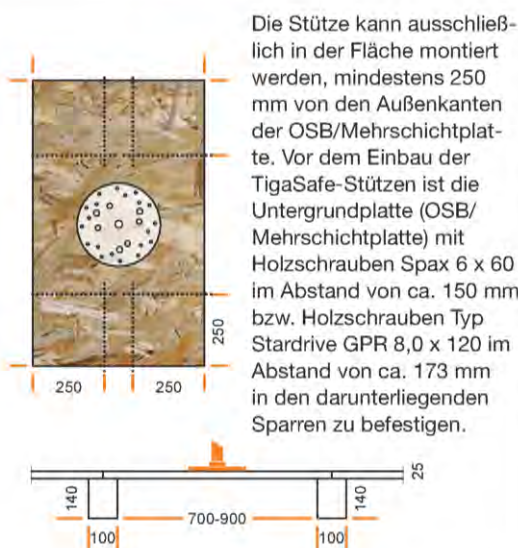 Die Stütze kann ausschließ-
lich in der Fläche montiert
werden, mindestens 250
mm von den Außenkanten
der OSB/Mehrschichtplat-
te. Vor dem Einbau der
TigaSafe-Stützen ist die
Untergrundplatte (OSB/
Mehrschichtplatte) mit
Holzschrauben Spax 6 x 60
im Abstand von ca. 150 mm
bzw. Holzschrauben Typ
Stardrive GPR 8,0 x 120 im
Abstand von ca. 173 mm
in den darunterliegenden
Sparren zu befestigen.
250
250
250
25
140
700-900
140
100
100